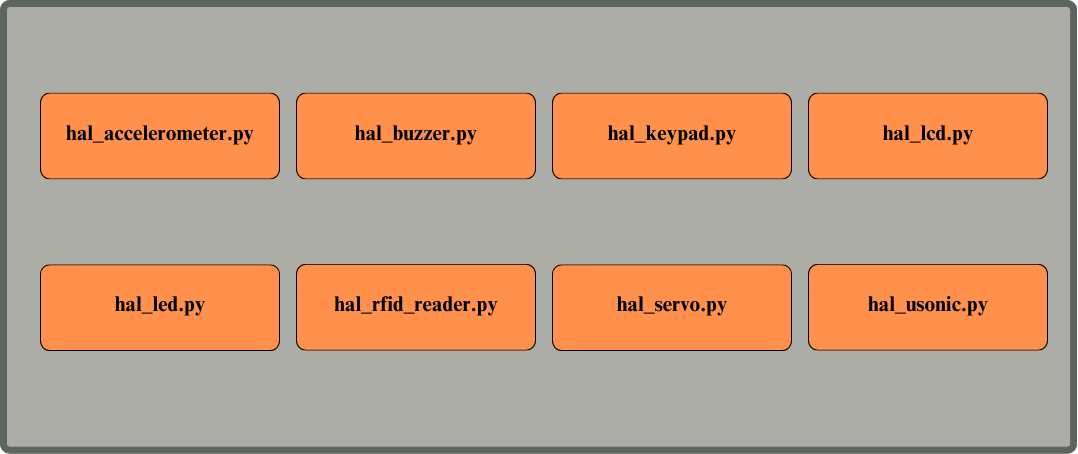 hal_accelerometer.py
hal_buzzer.py
hal_keypad.py
hal_lcd.py
hal_led.py
hal_rfid_reader.py
hal_servo.py
hal_usonic.py